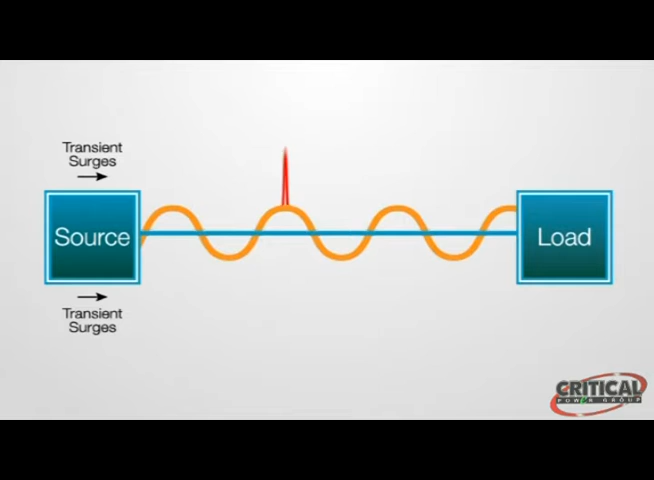 Transient
Surges
Source
Load
Transient
Surges
CRITICAL
POWER GROUP